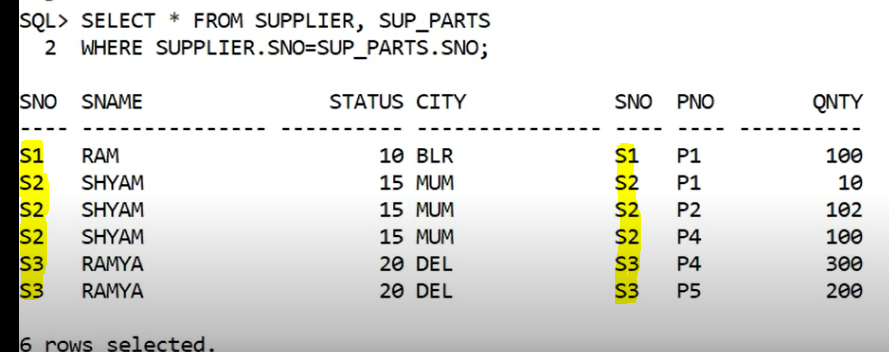 SQL> SELECT * FROM SUPPLIER, SUP_PARTS
2 WHERE SUPPLIER.SNO=SUP_PARTS.SNO;
SNO SNAME STATUS CITY SNO PNO QNTY
---- --------------- ---------- --------------- ---- ---- ----------
S1 RAM 10 BLR S1 P1 100
S2 SHYAM 15 MUM S2 P1 10
S2 SHYAM 15 MUM S2 P2 102
S2 SHYAM 15 MUM S2 P4 100
S3 RAMYA 20 DEL S3 P4 300
S3 RAMYA 20 DEL S3 P5 200
6 rows selected.